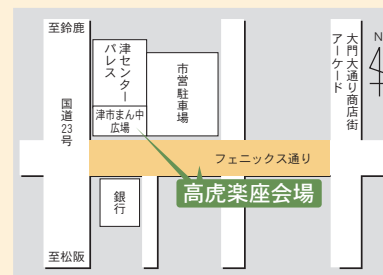 至鈴鹿
津センター
パレス
市営駐車場
大門大通り商店街
アーケード
N
国道23号
津市まん中
広場
フェニックス通り
銀行
高虎楽座会場
至松阪